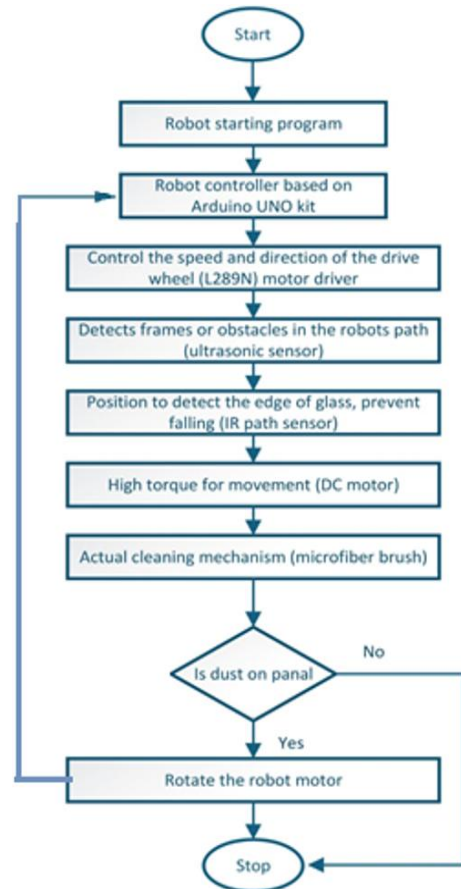 Start
Robot starting program
Robot controller based on
Arduino UNO kit
Control the speed and direction of the drive
wheel (L289N) motor driver
Detects frames or obstacles in the robots path
(ultrasonic sensor)
Position to detect the edge of glass, prevent
falling (IR path sensor)
High torque for movement (DC motor)
Actual cleaning mechanism (microfiber brush)
Is dust on panal
No
Yes
Rotate the robot motor
Stop